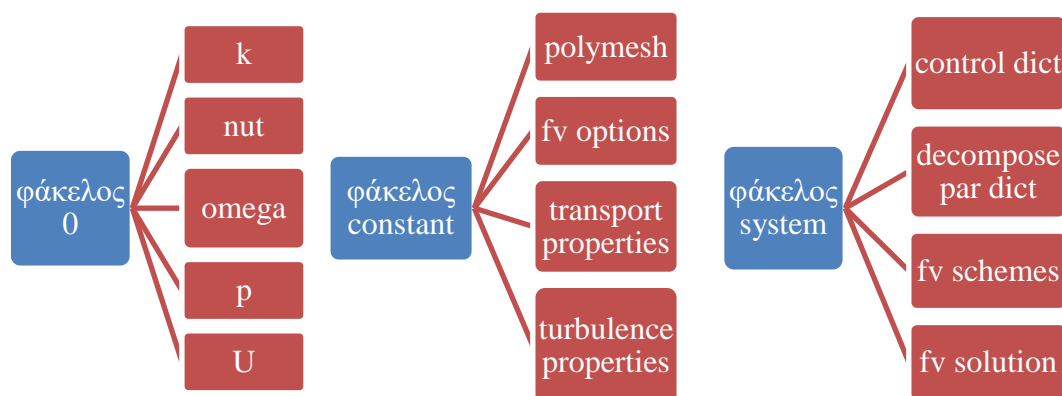 φάκελος
0
k
nut
omega
p
U
φάκελος
constant
polymesh
fv options
transport
properties
turbulence
properties
φάκελος
system
control dict
decompose
par dict
fv schemes
fv solution